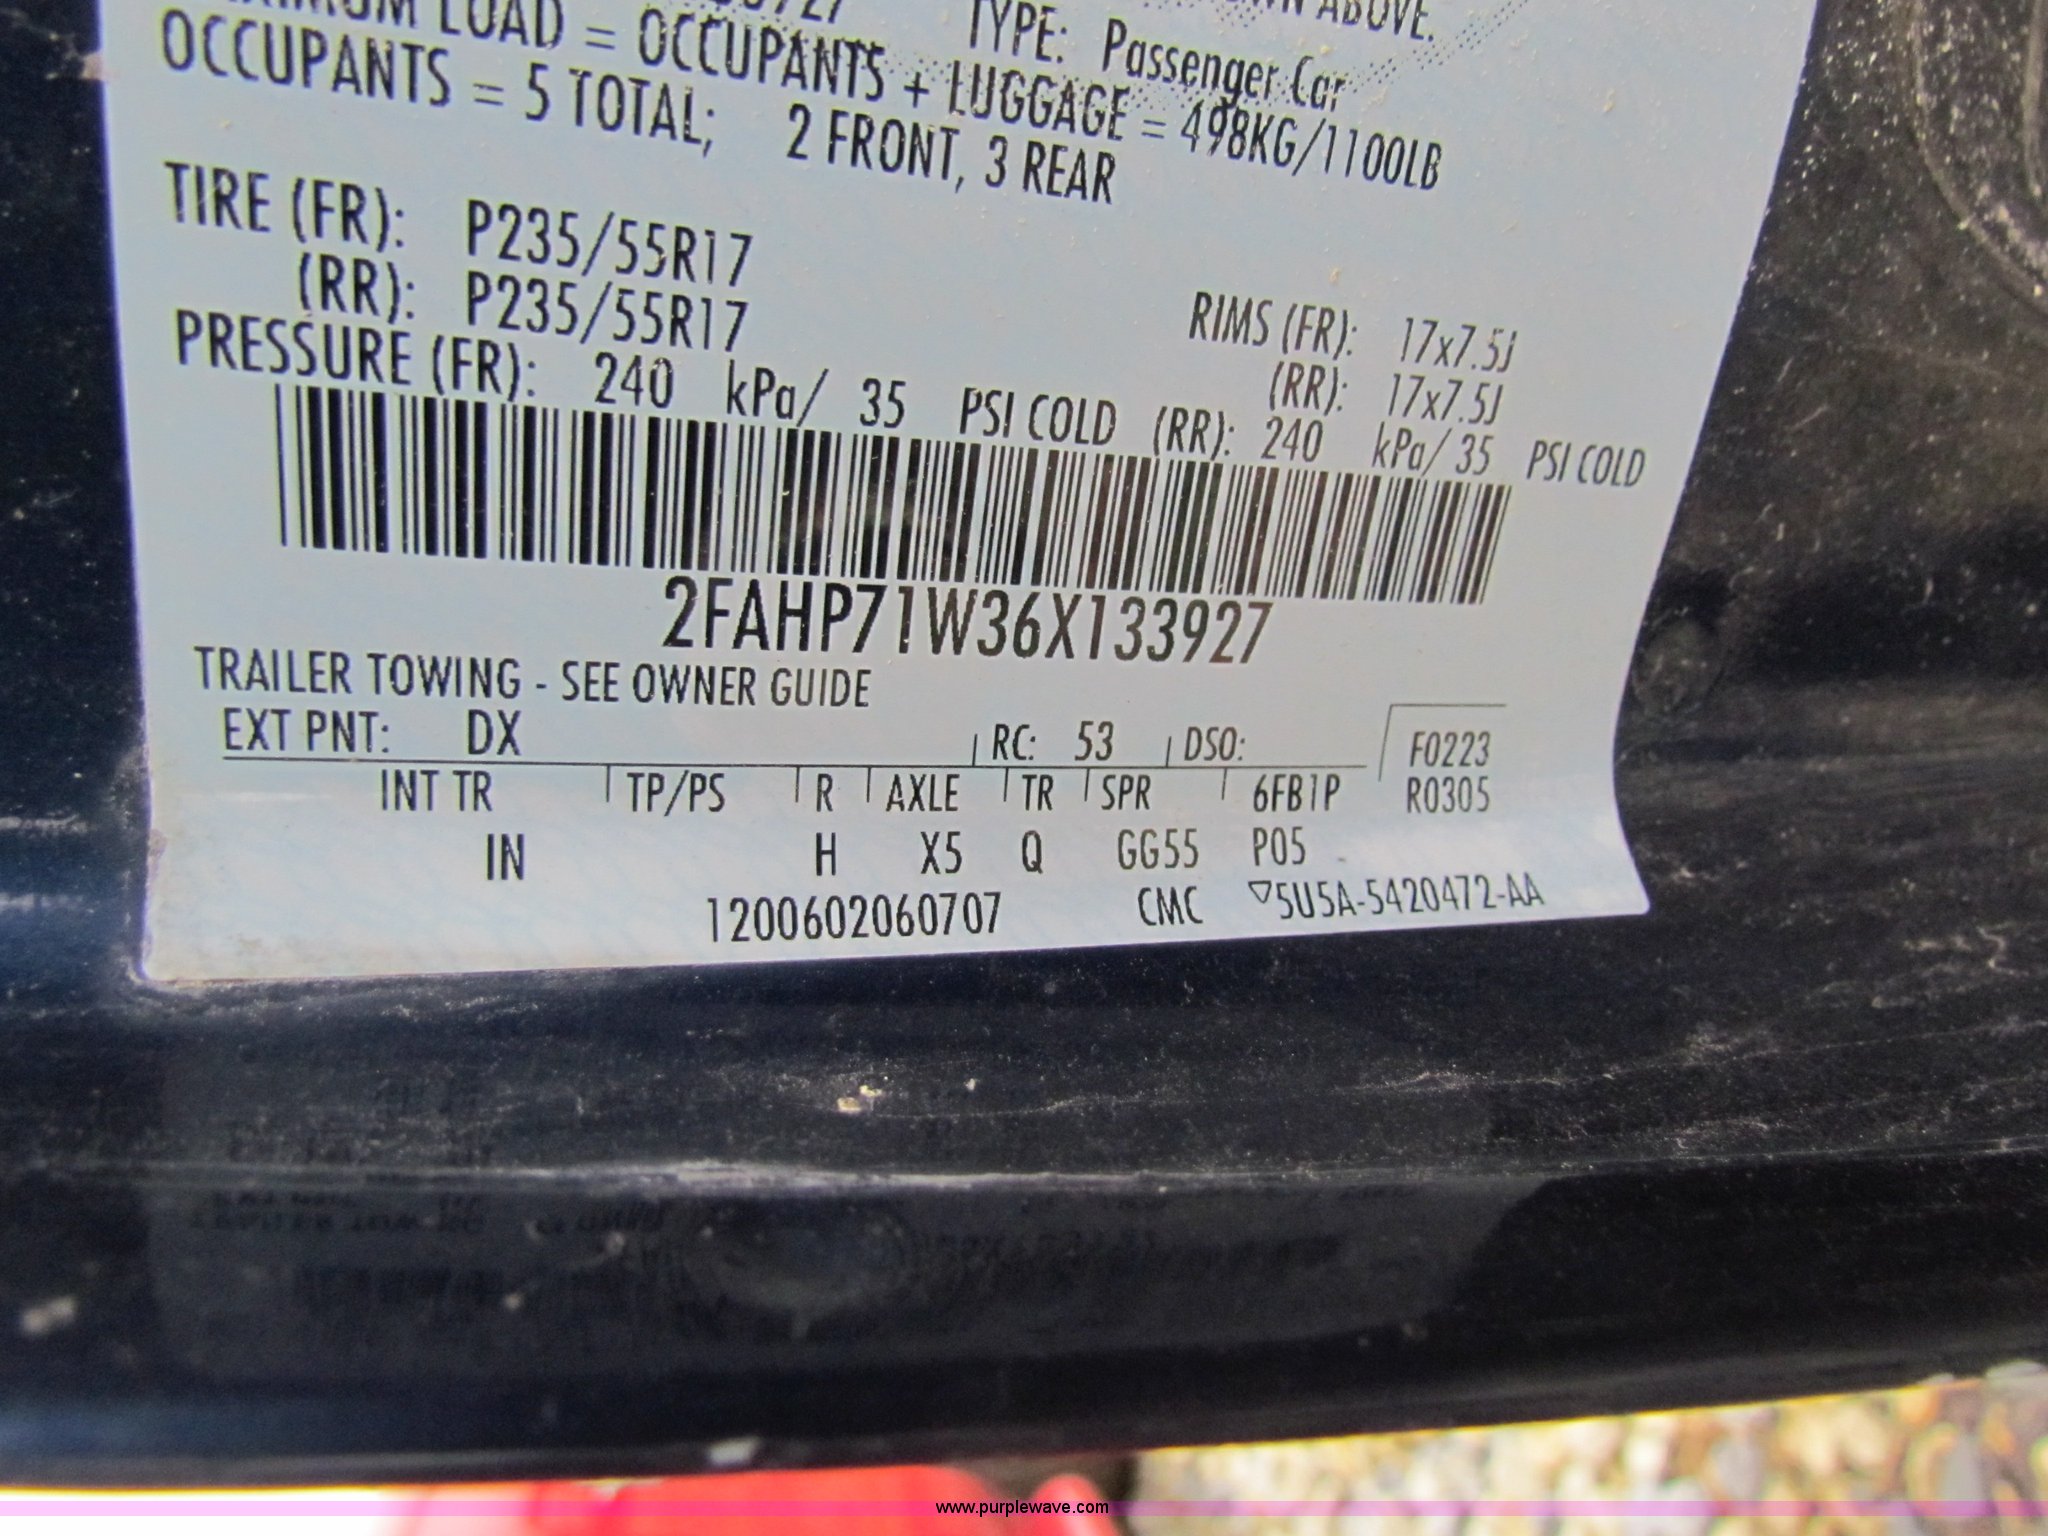 TYPE: Passenger Car
LOAD = OCCUPANTS + LUGGAGE = 498KG/1100LB
OCCUPANTS = 5 TOTAL; 2 FRONT, 3 REAR
TIRE (FR): P235/55R17
(RR): P235/55R17
RIMS (FR): 17x7.5J
(RR): 17x7.5J
PRESSURE (FR): 240 kPa/ 35 PSI COLD (RR): 240 kPa/ 35 PSI COLD
2FAHP71W36X133927
TRAILER TOWING - SEE OWNER GUIDE
EXT PNT: DX RC: 53 DSO: F0223
INT TR TP/PS R AXLE TR SPR 6FB1P R0305
IN H X5 Q GG55 P05
1200602060707 CMC ▽5U5A-5420472-AA
www.purplewave.com